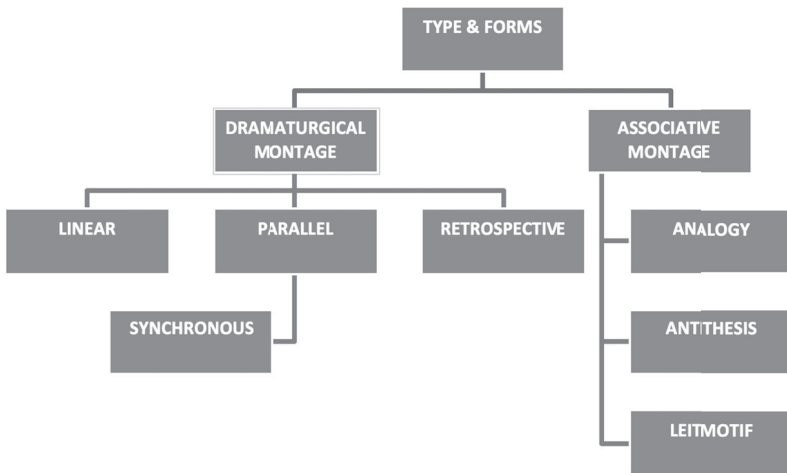 TYPE & FORMS
DRAMATURGICAL
MONTAGE
ASSOCIATIVE
MONTAGE
LINEAR
PARALLEL
RETROSPECTIVE
ANALOGY
SYNCHRONOUS
ANTITHESIS
LEITMOTIF